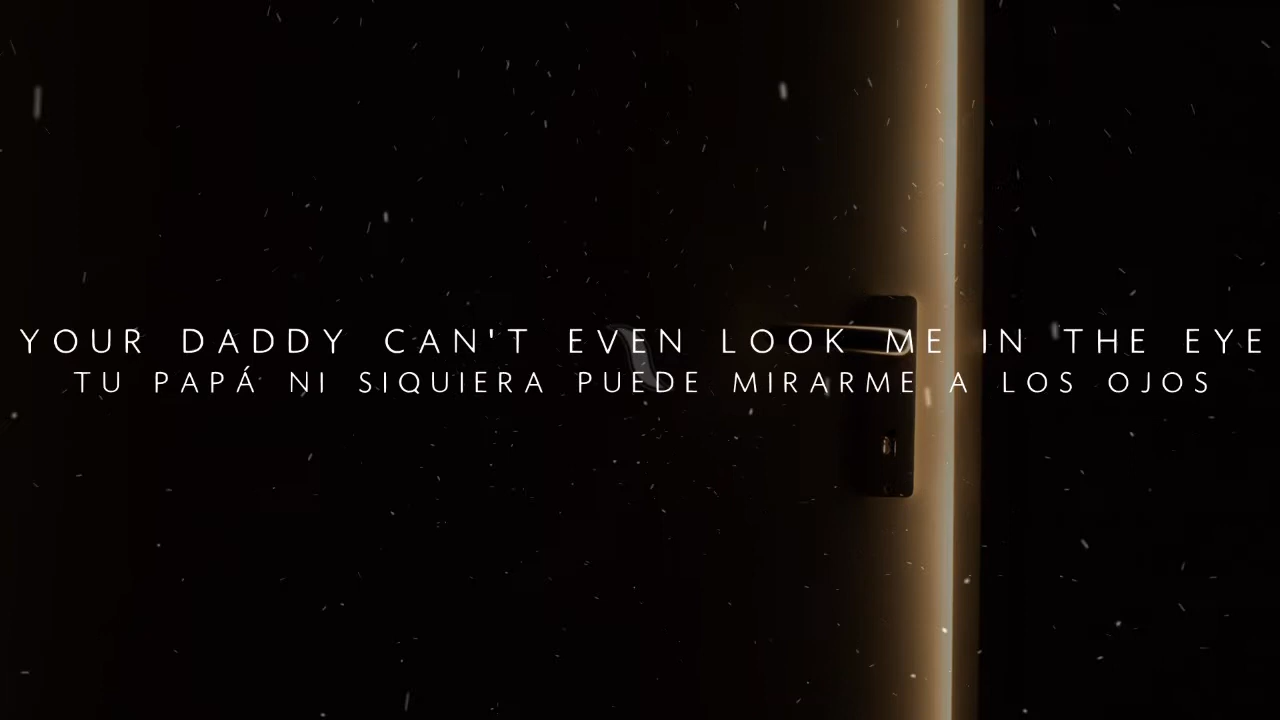 YOUR DADDY CAN'T EVEN LOOK ME IN THE EYE
TU PAPÁ NI SIQUIERA PUEDE MIRARME A LOS OJOS